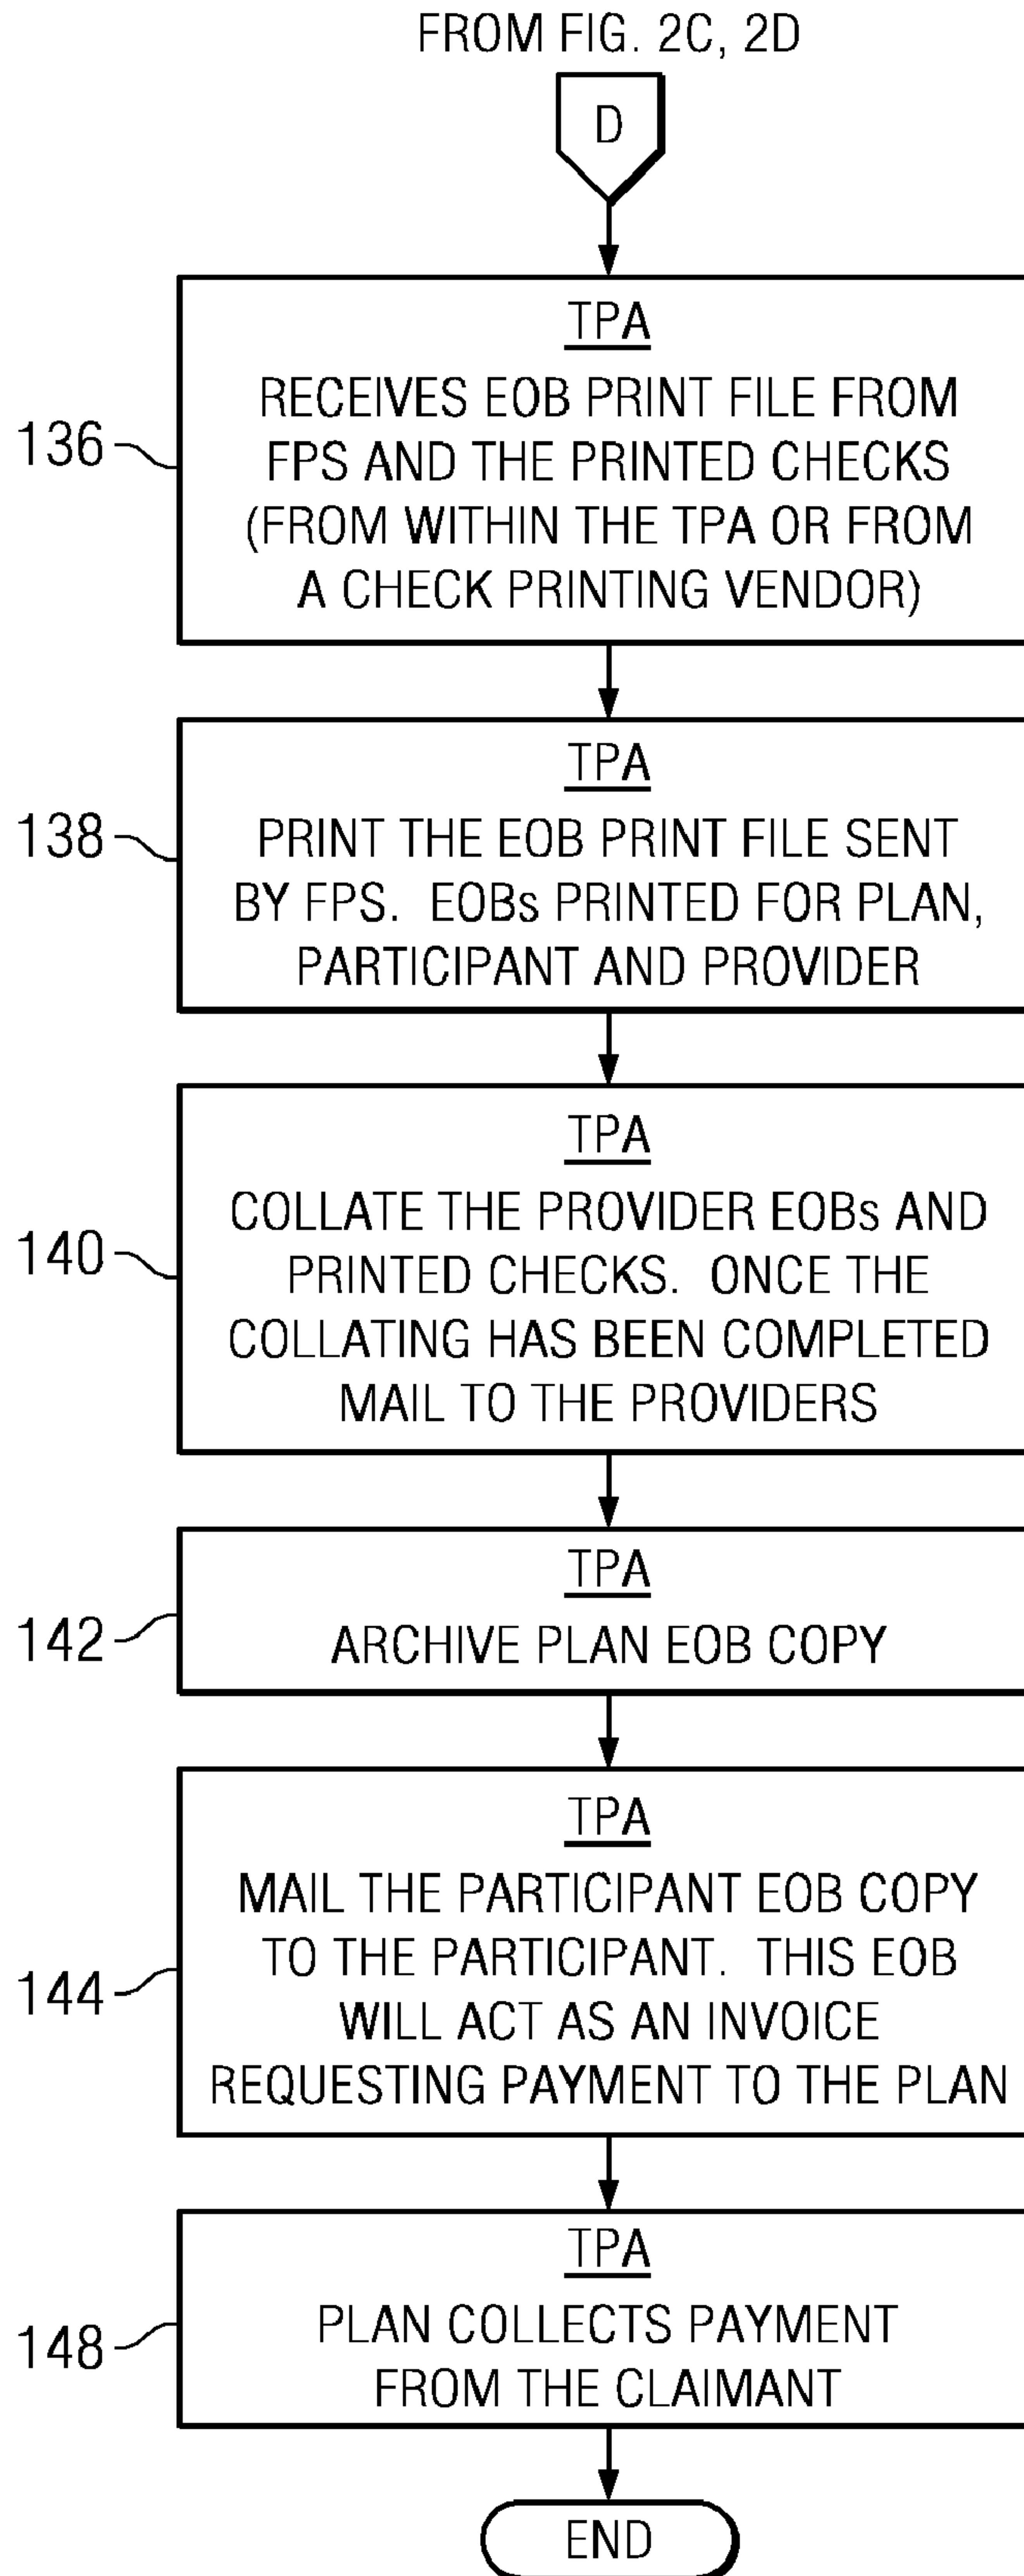 FROM FIG. 2C, 2D
D
TPA
136
RECEIVES EOB PRINT FILE FROM
FPS AND THE PRINTED CHECKS
(FROM WITHIN THE TPA OR FROM
A CHECK PRINTING VENDOR)
TPA
138
PRINT THE EOB PRINT FILE SENT
BY FPS. EOBs PRINTED FOR PLAN,
PARTICIPANT AND PROVIDER
TPA
140
COLLATE THE PROVIDER EOBs AND
PRINTED CHECKS. ONCE THE
COLLATING HAS BEEN COMPLETED
MAIL TO THE PROVIDERS
TPA
142
ARCHIVE PLAN EOB COPY
TPA
144
MAIL THE PARTICIPANT EOB COPY
TO THE PARTICIPANT. THIS EOB
WILL ACT AS AN INVOICE
REQUESTING PAYMENT TO THE PLAN
TPA
148
PLAN COLLECTS PAYMENT
FROM THE CLAIMANT
END